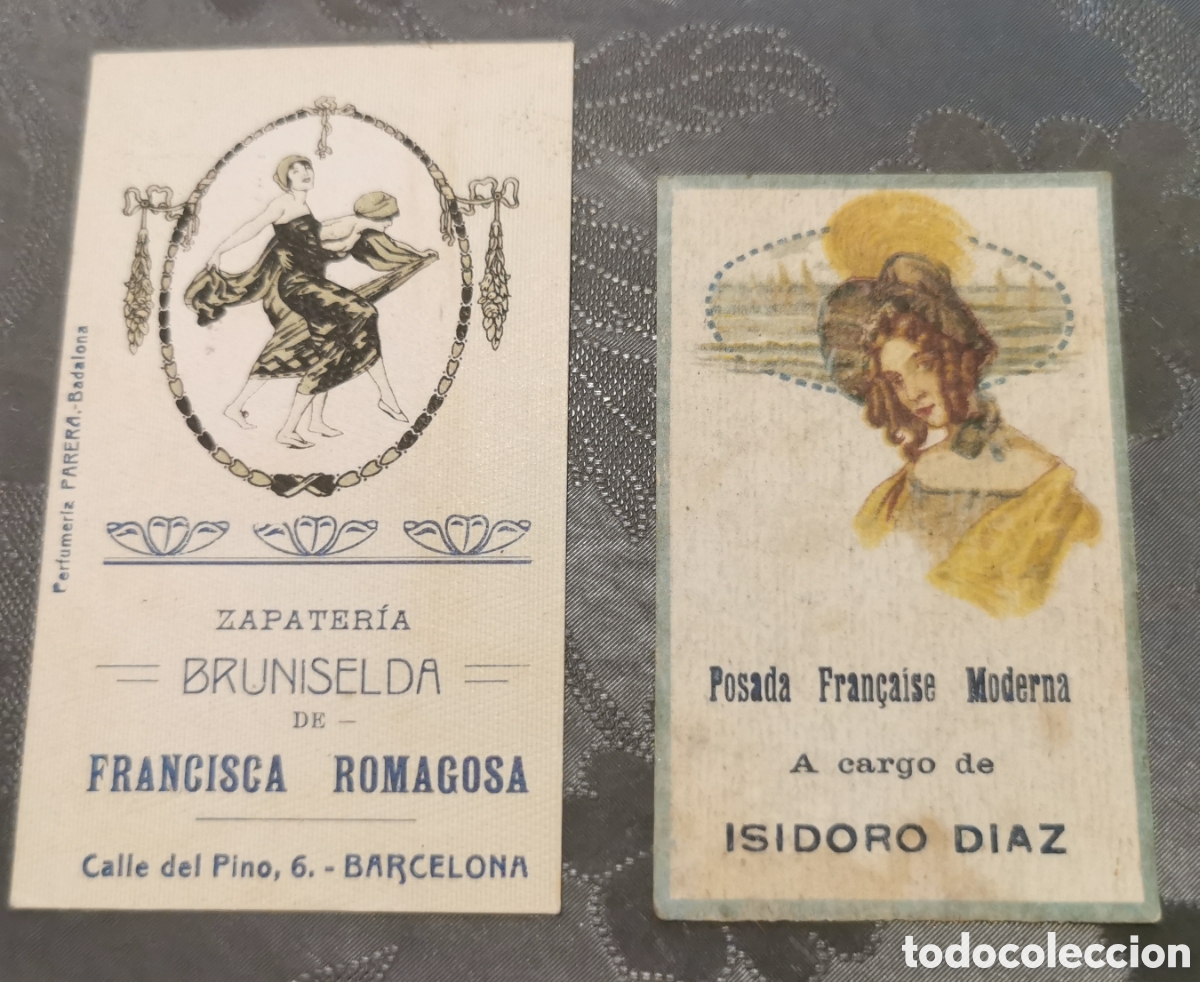 Perfumería PARERA.-Badalona
ZAPATERÍA
BRUNISELDA
DE -
FRANCISCA ROMAGOSA
Calle del Pino, 6. - BARCELONA
Posada Française Moderna
A cargo de
ISIDORO DIAZ
todocoleccion